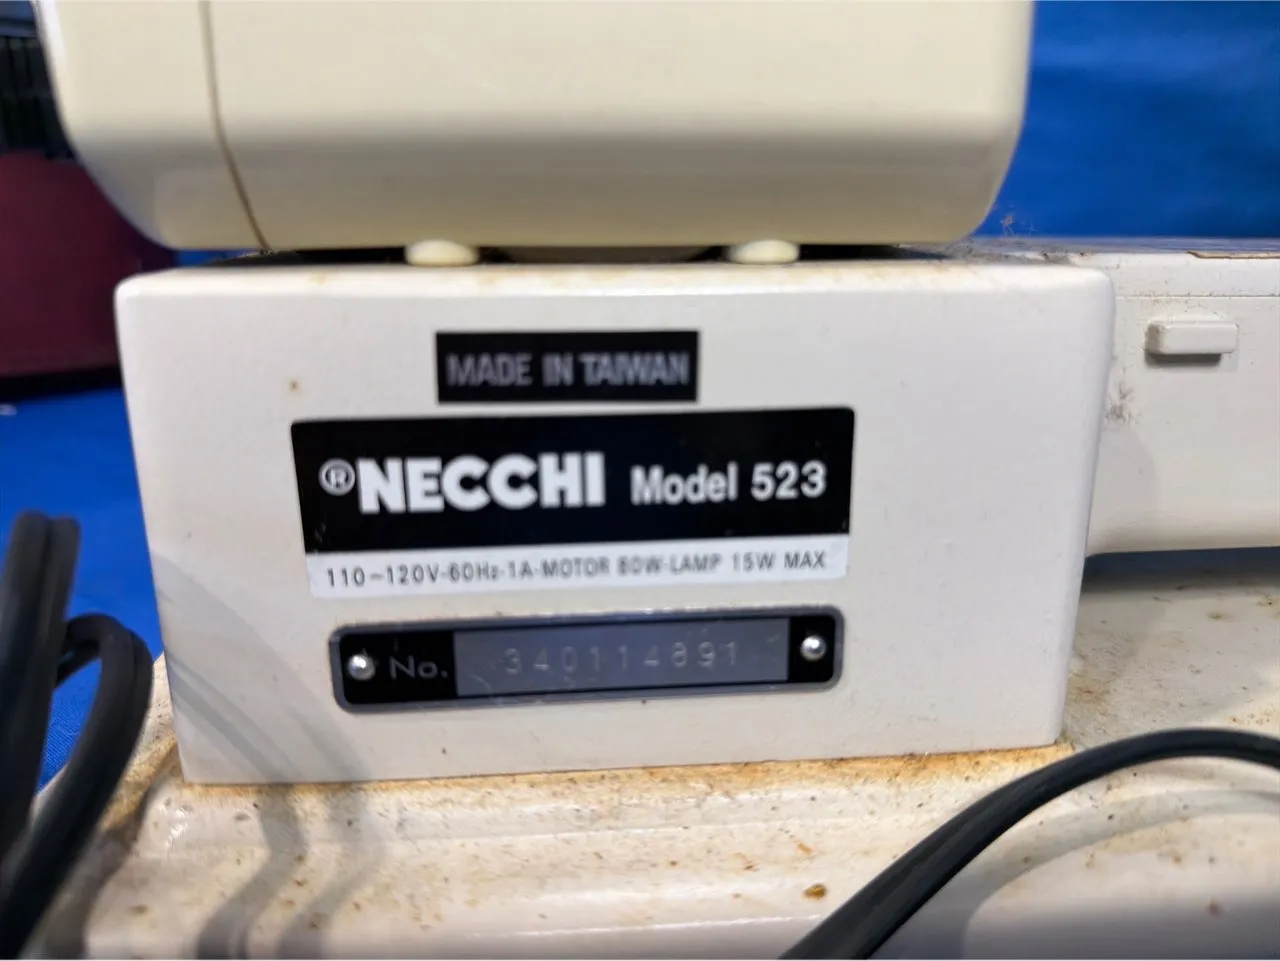 MADE IN TAIWAN
®NECCHI Model 523
110~120V-60Hz-1A-MOTOR 80W-LAMP 15W MAX
No. 340114891